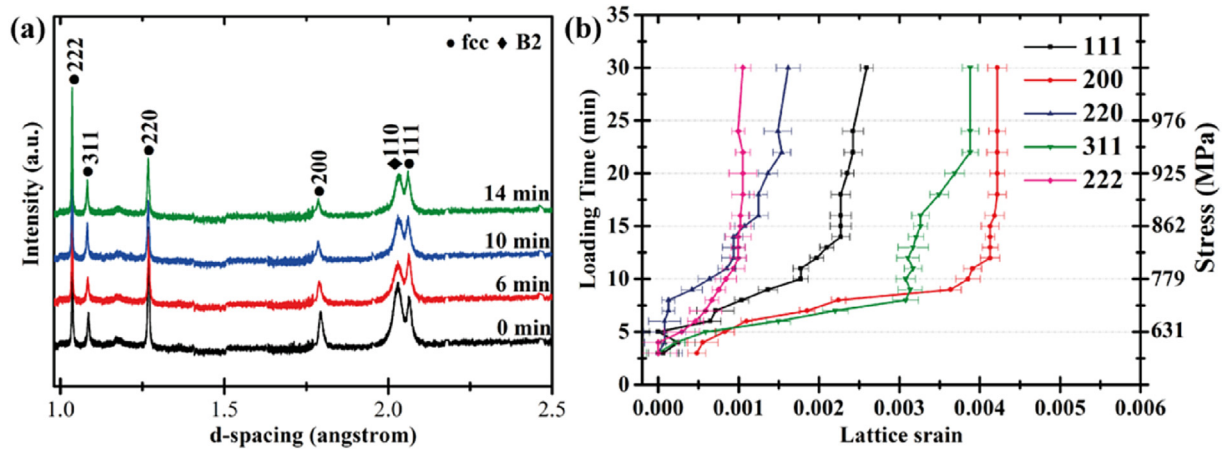 (a)
● fcc ◆ B2
222
311
220
200
110
111
14 min
10 min
6 min
0 min
Intensity (a.u.)
1.0 1.5 2.0 2.5
d-spacing (angstrom)
(b)
35
30
25
20
15
10
5
0
Loading Time (min)
111
200
220
311
222
976
925
862
779
631
Stress (MPa)
0.000 0.001 0.002 0.003 0.004 0.005 0.006
Lattice srain